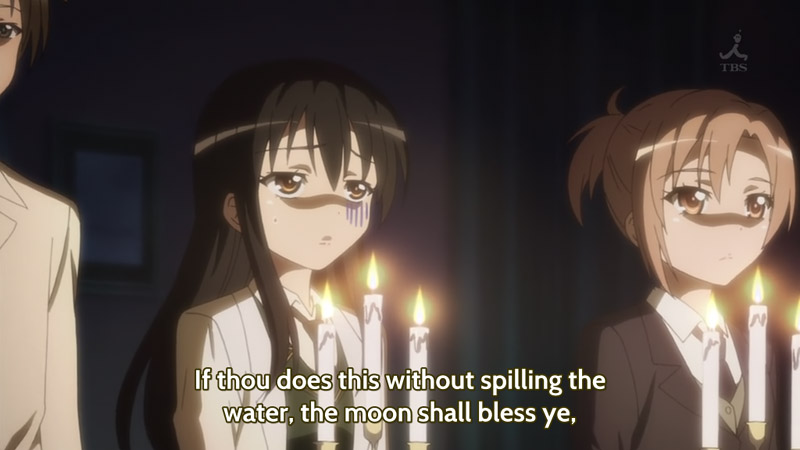 TBS
If thou does this without spilling the
water, the moon shall bless ye,